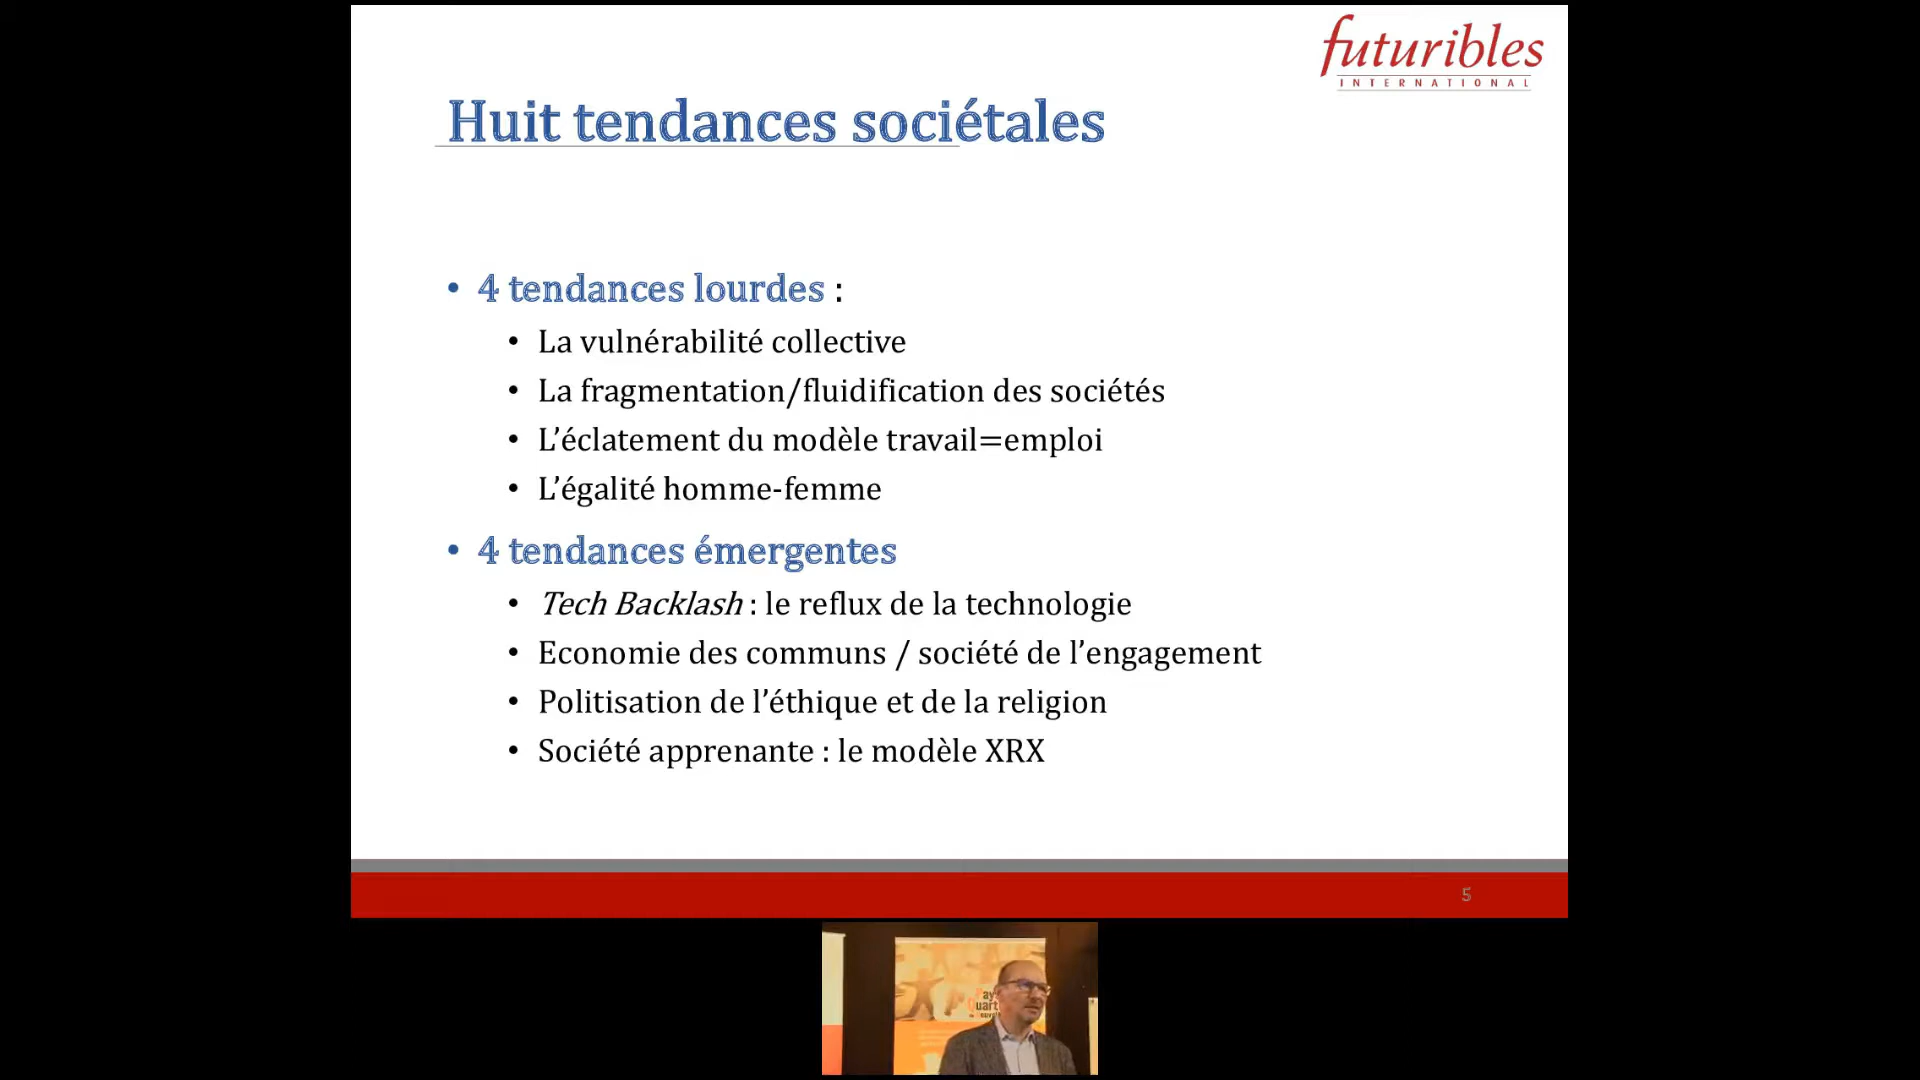 futuribles
INTERNATIONAL
Huit tendances sociétales
• 4 tendances lourdes :
• La vulnérabilité collective
• La fragmentation/fluidification des sociétés
• L’éclatement du modèle travail=emploi
• L’égalité homme-femme
• 4 tendances émergentes
• Tech Backlash : le reflux de la technologie
• Economie des communs / société de l’engagement
• Politisation de l’éthique et de la religion
• Société apprenante : le modèle XRX
5